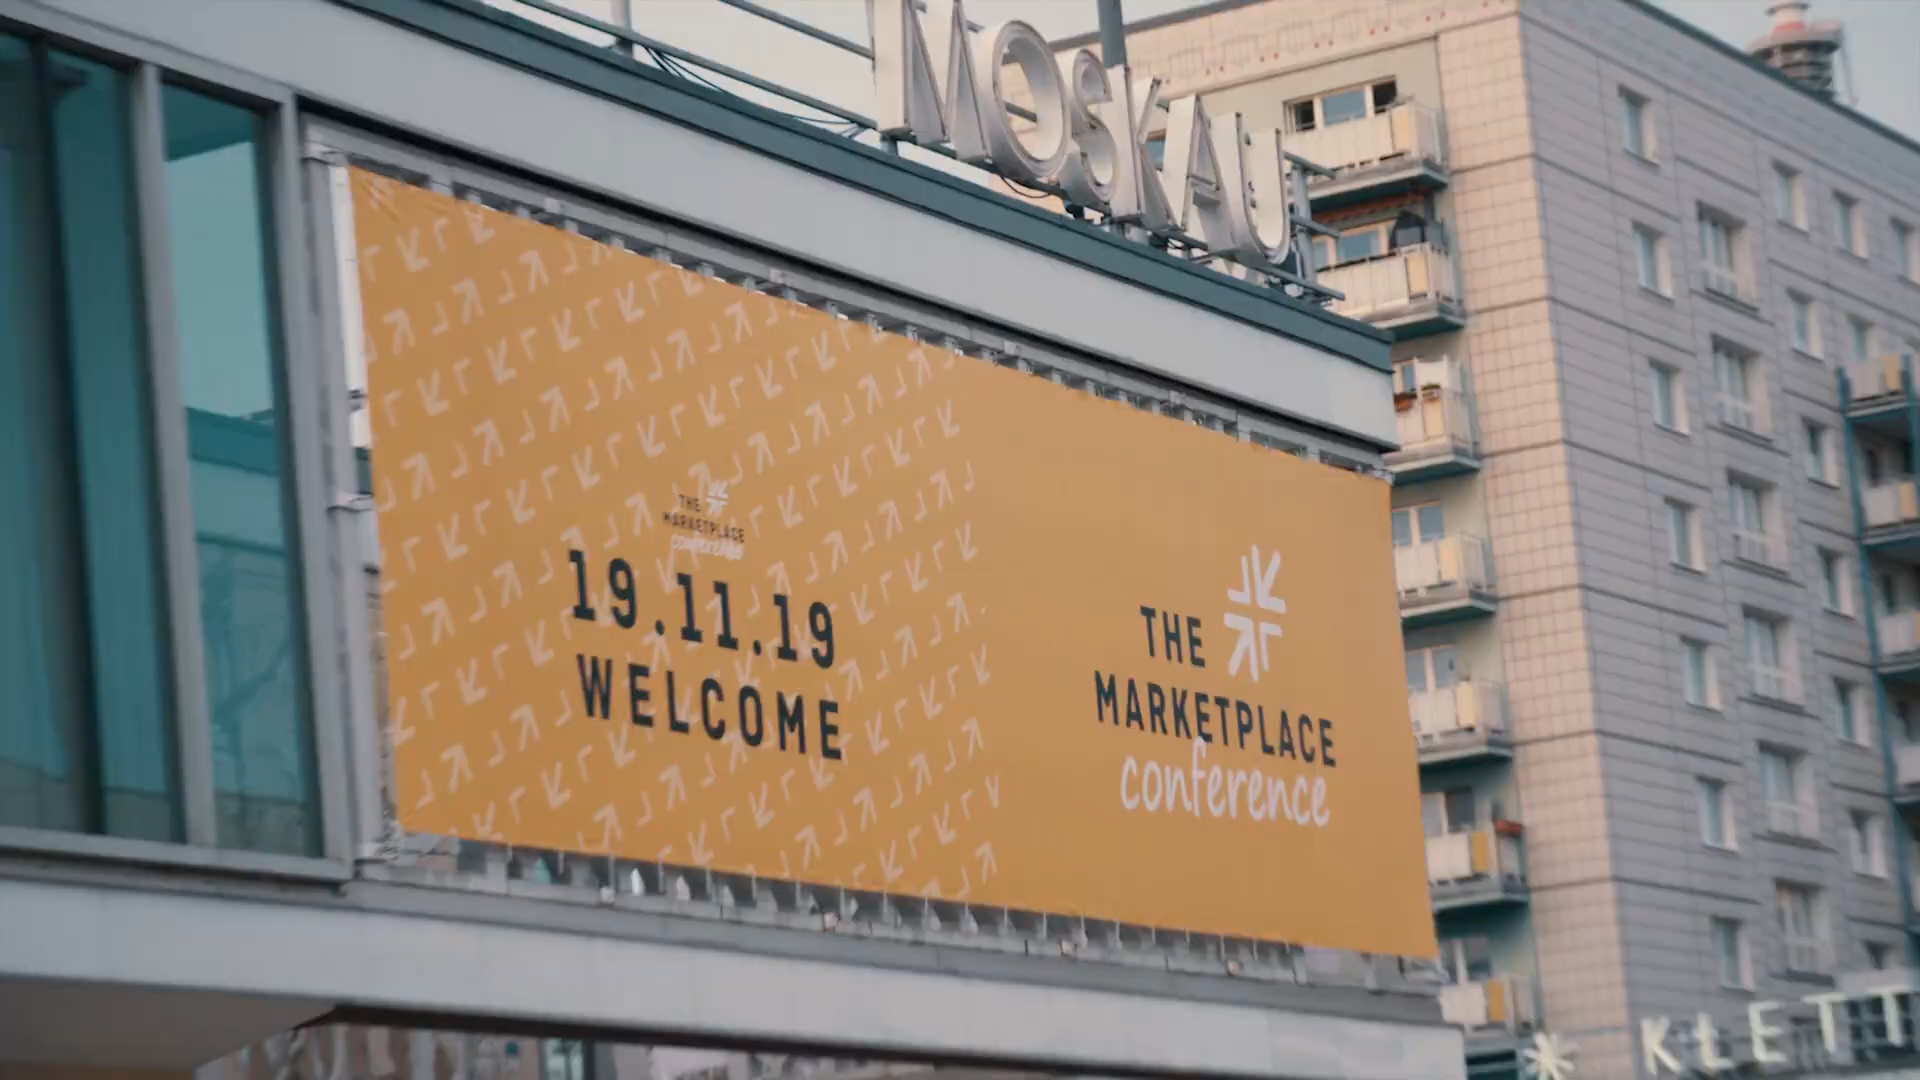 MOSKAU
THE
MARKETPLACE
conference
19.11.19
WELCOME
THE
MARKETPLACE
conference
KLETT